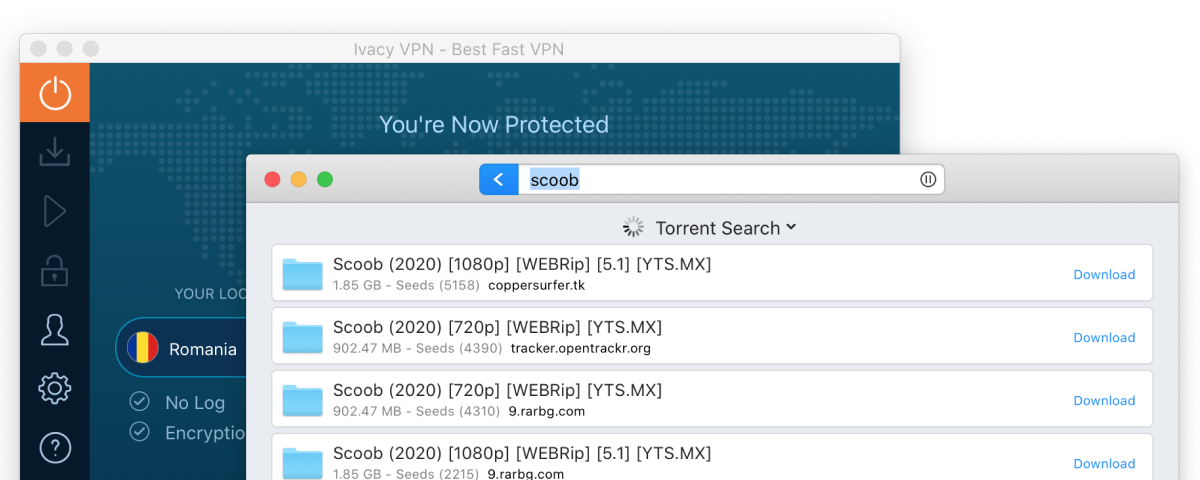 Ivacy VPN - Best Fast VPN
You're Now Protected
scoob
Torrent Search
Scoob (2020) [1080p] [WEBRip] [5.1] [YTS.MX]
1.85 GB - Seeds (5158) coppersurfer.tk
Download
Scoob (2020) [720p] [WEBRip] [YTS.MX]
902.47 MB - Seeds (4390) tracker.opentrackr.org
Download
Scoob (2020) [720p] [WEBRip] [YTS.MX]
902.47 MB - Seeds (4310) 9.rarbg.com
Download
Scoob (2020) [1080p] [WEBRip] [5.1] [YTS.MX]
1.85 GB - Seeds (2215) 9.rarbg.com
Download
YOUR LOC
Romania
No Log
Encryptio
?